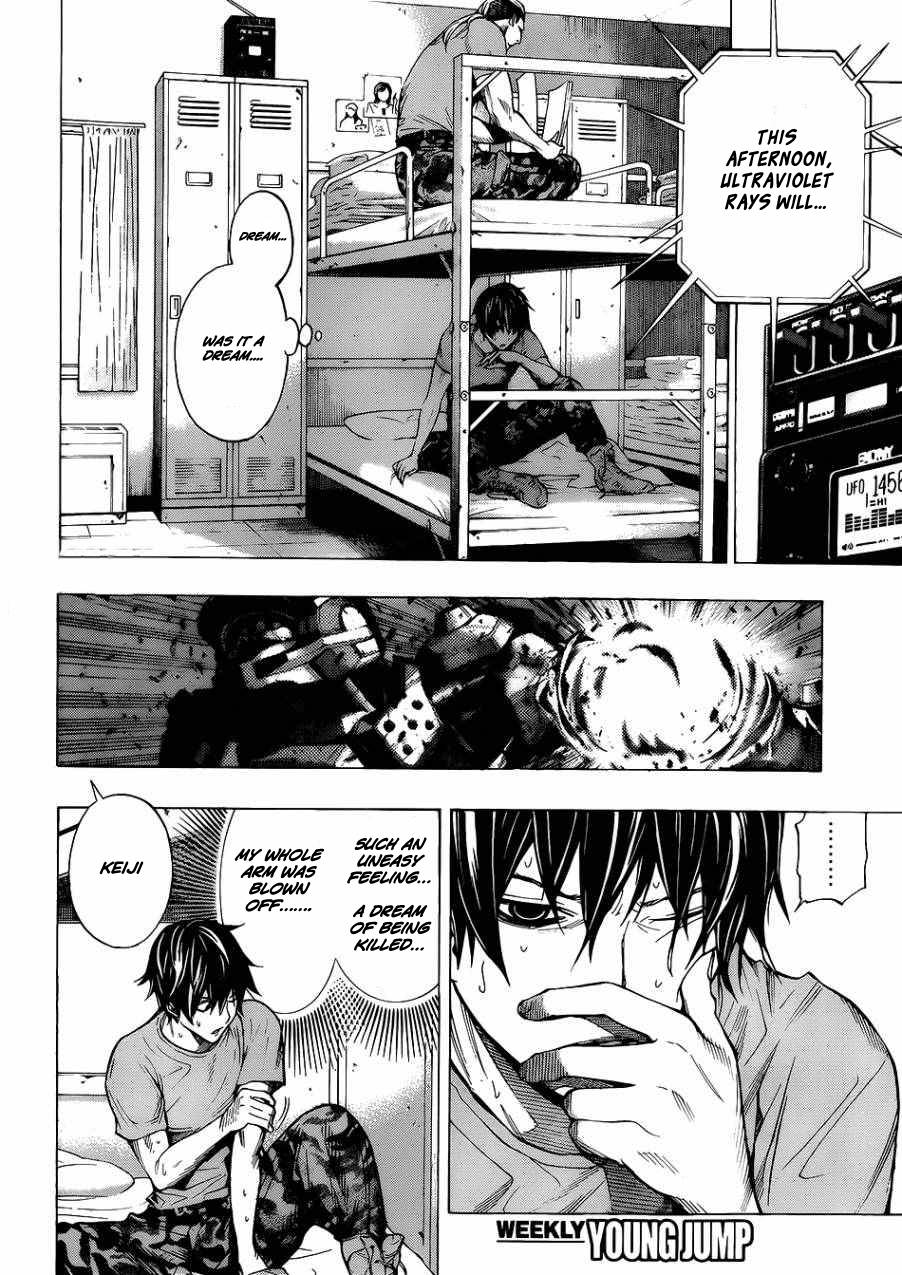 THIS
AFTERNOON,
ULTRAVIOLET
RAYS WILL...
DREAM...
WAS IT A
DREAM....
UFO 1456
HI
SUCH AN
UNEASY
FEELING...
A DREAM
OF BEING
KILLED...
MY WHOLE
ARM WAS
BLOWN
OFF.......
KEIJI
WEEKLY YOUNG JUMP